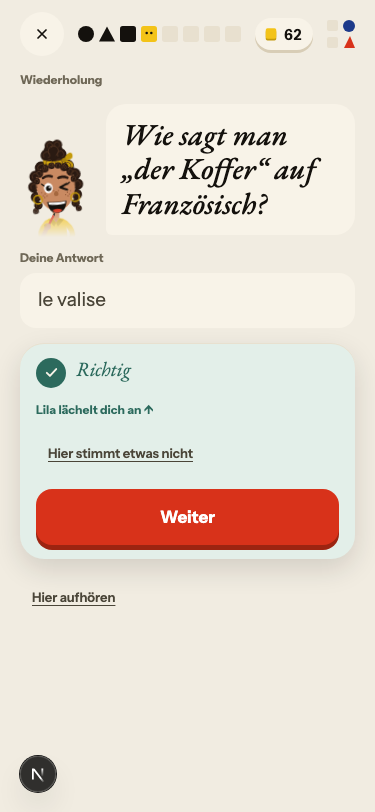 62
Wiederholung
Wie sagt man
„der Koffer“ auf
Französisch?
Deine Antwort
le valise
Richtig
Lila lächelt dich an ↑
Hier stimmt etwas nicht
Weiter
Hier aufhören
N